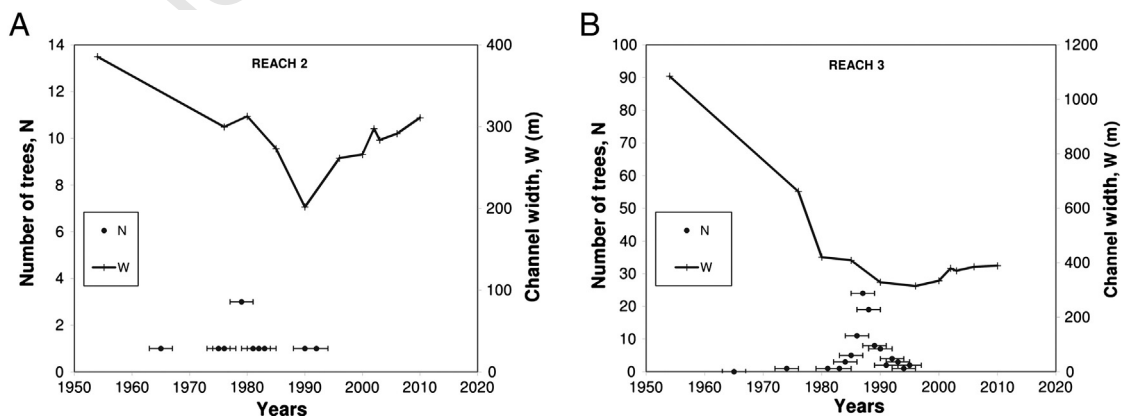 A
REACH 2
Number of trees, N
14
12
10
8
6
4
2
0
N
W
400
300
200
100
0
Channel width, W (m)
1950 1960 1970 1980 1990 2000 2010 2020
Years
B
REACH 3
Number of trees, N
100
90
80
70
60
50
40
30
20
10
0
N
W
1200
1000
800
600
400
200
0
Channel width, W (m)
1950 1960 1970 1980 1990 2000 2010 2020
Years